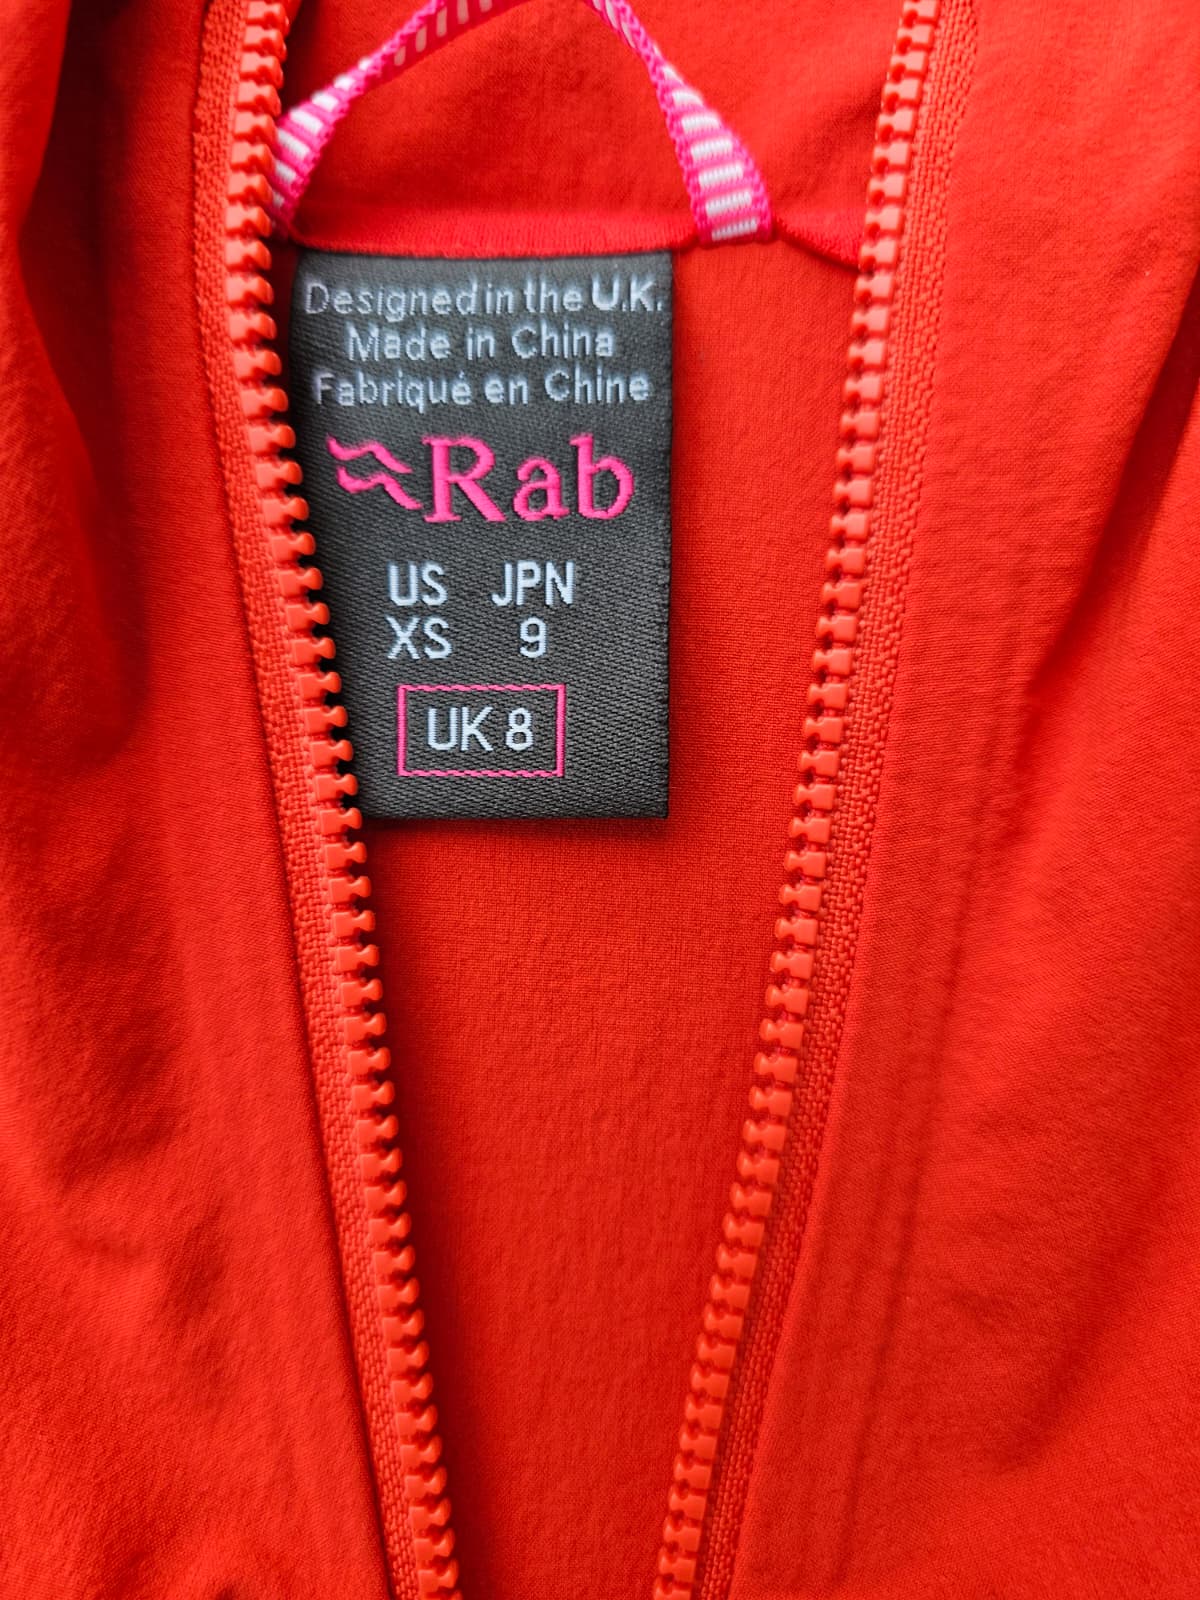 Designed in the U.K.
Made in China
Fabriqué en Chine
Rab
US JPN
XS 9
UK 8